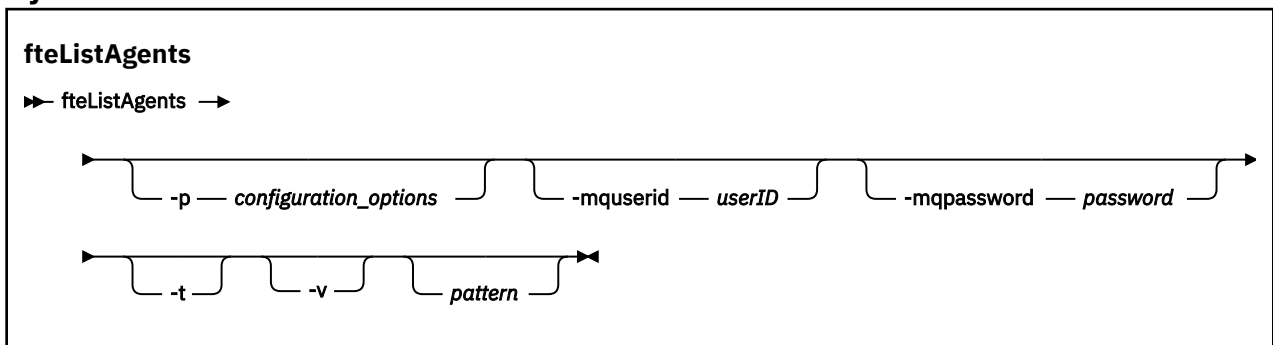 fteListAgents
fteListAgents
-p configuration_options -mquserid userID -mqpassword password
-t -v pattern